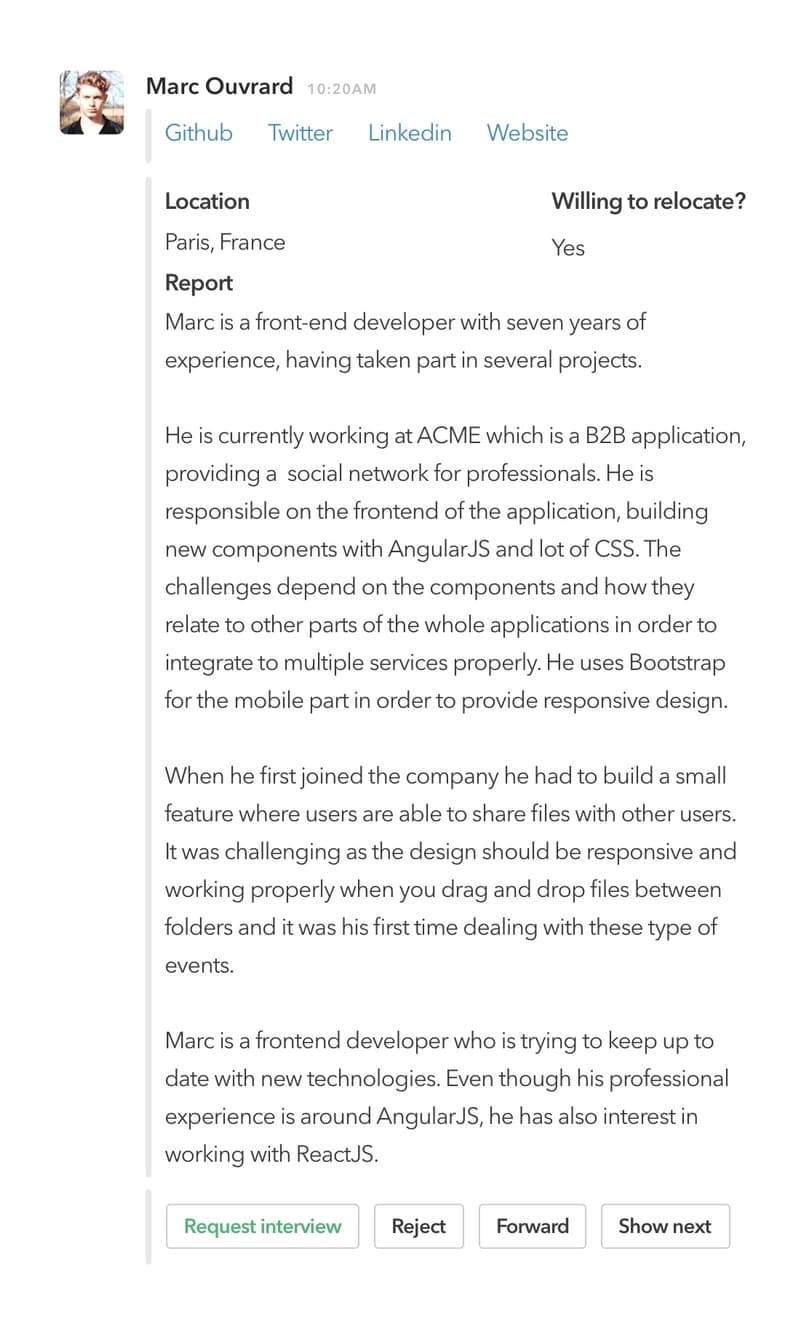 Marc Ouvrard 10:20AM
Github Twitter Linkedin Website
Location
Paris, France
Willing to relocate?
Yes
Report
Marc is a front-end developer with seven years of
experience, having taken part in several projects.
He is currently working at ACME which is a B2B application,
providing a  social network for professionals. He is
responsible on the frontend of the application, building
new components with AngularJS and lot of CSS. The
challenges depend on the components and how they
relate to other parts of the whole applications in order to
integrate to multiple services properly. He uses Bootstrap
for the mobile part in order to provide responsive design.
When he first joined the company he had to build a small
feature where users are able to share files with other users.
It was challenging as the design should be responsive and
working properly when you drag and drop files between
folders and it was his first time dealing with these type of
events.
Marc is a frontend developer who is trying to keep up to
date with new technologies. Even though his professional
experience is around AngularJS, he has also interest in
working with ReactJS.
Request interview Reject Forward Show next